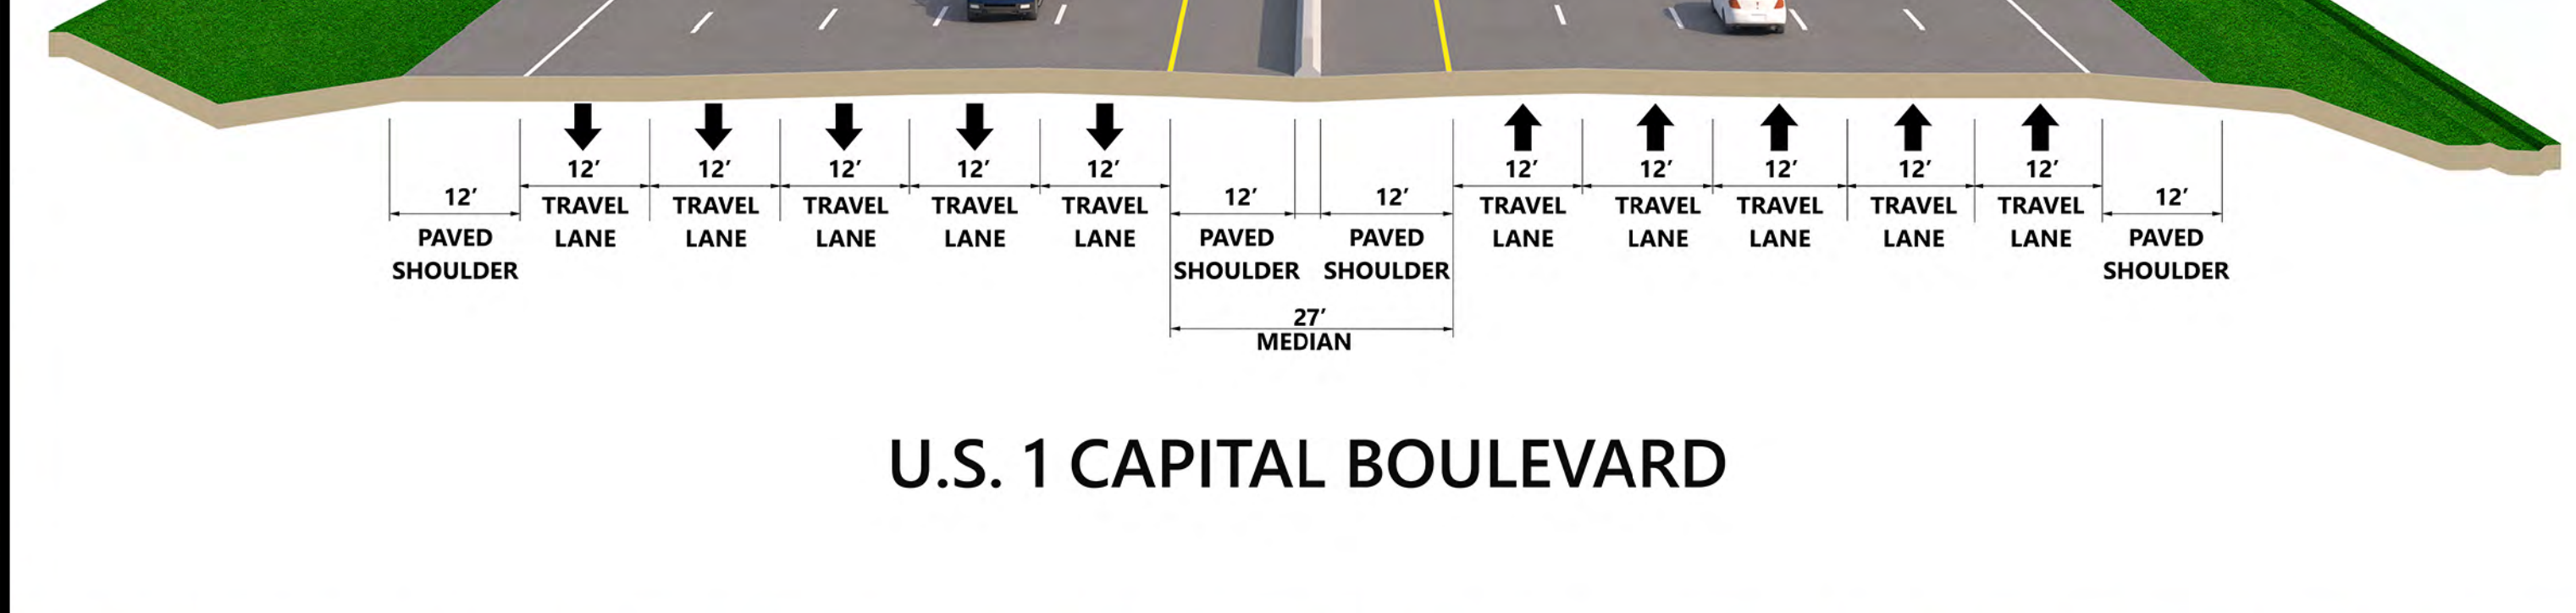 12’ 12’ 12’ 12’ 12’ 12’ 12’ 12’ 12’ 12’
12’ 12’ 12’ 12’
TRAVEL TRAVEL TRAVEL TRAVEL TRAVEL TRAVEL TRAVEL TRAVEL TRAVEL TRAVEL
PAVED LANE LANE LANE LANE LANE PAVED PAVED LANE LANE LANE LANE LANE PAVED
SHOULDER SHOULDER SHOULDER SHOULDER
27’
MEDIAN
U.S. 1 CAPITAL BOULEVARD